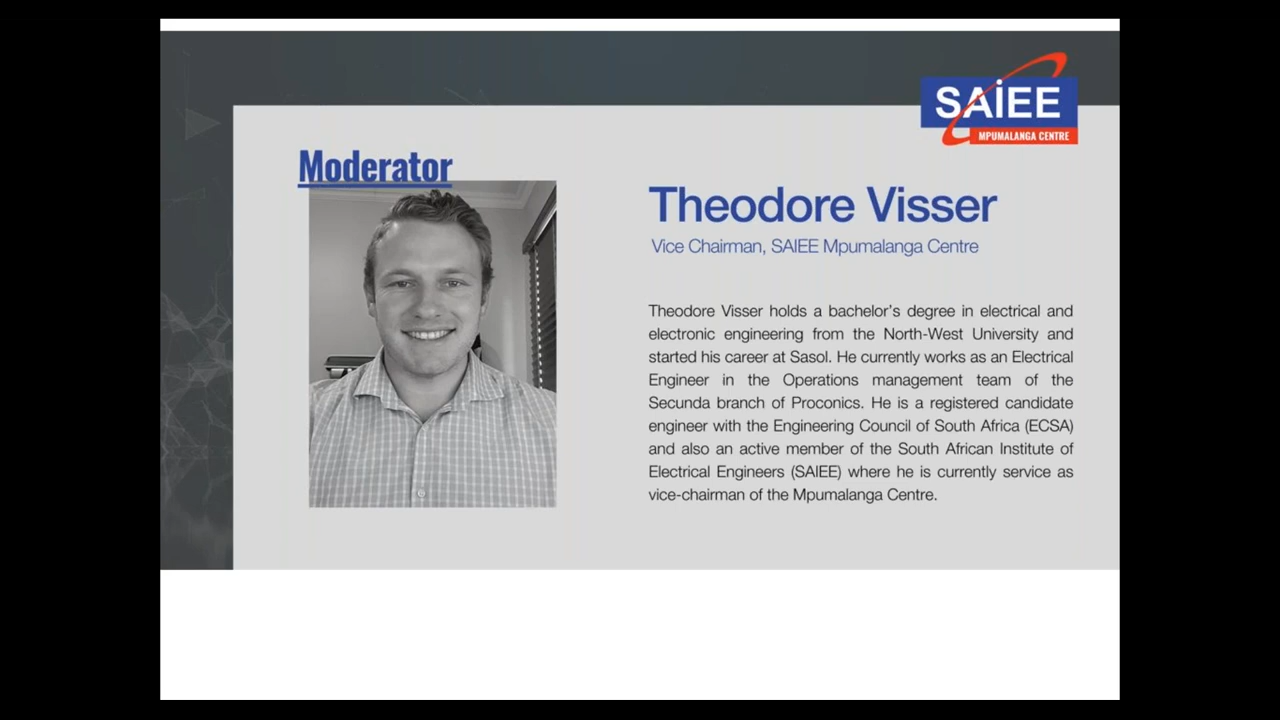 SAiEE
MPUMALANGA CENTRE
Moderator
Theodore Visser
Vice Chairman, SAIEE Mpumalanga Centre
Theodore Visser holds a bachelor's degree in electrical and
electronic engineering from the North-West University and
started his career at Sasol. He currently works as an Electrical
Engineer in the Operations management team of the
Secunda branch of Proconics. He is a registered candidate
engineer with the Engineering Council of South Africa (ECSA)
and also an active member of the South African Institute of
Electrical Engineers (SAIEE) where he is currently service as
vice-chairman of the Mpumalanga Centre.